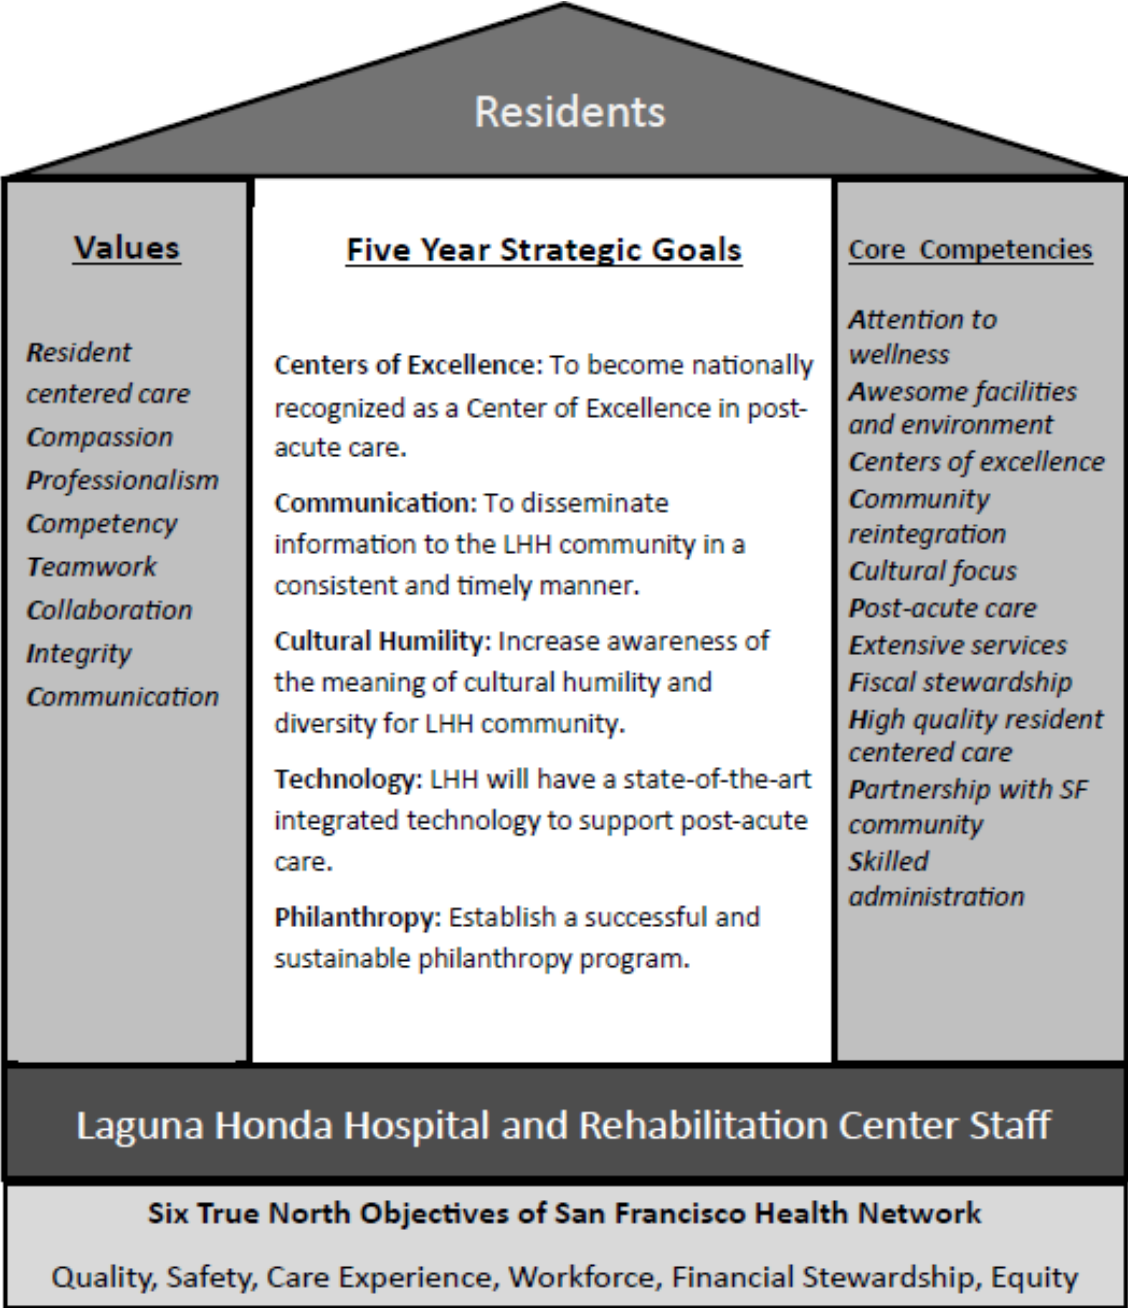 Residents
Values
Resident
centered care
Compassion
Professionalism
Competency
Teamwork
Collaboration
Integrity
Communication
Five Year Strategic Goals
Centers of Excellence: To become nationally
recognized as a Center of Excellence in post-
acute care.
Communication: To disseminate
information to the LHH community in a
consistent and timely manner.
Cultural Humility: Increase awareness of
the meaning of cultural humility and
diversity for LHH community.
Technology: LHH will have a state-of-the-art
integrated technology to support post-acute
care.
Philanthropy: Establish a successful and
sustainable philanthropy program.
Core Competencies
Attention to
wellness
Awesome facilities
and environment
Centers of excellence
Community
reintegration
Cultural focus
Post-acute care
Extensive services
Fiscal stewardship
High quality resident
centered care
Partnership with SF
community
Skilled
administration
Laguna Honda Hospital and Rehabilitation Center Staff
Six True North Objectives of San Francisco Health Network
Quality, Safety, Care Experience, Workforce, Financial Stewardship, Equity